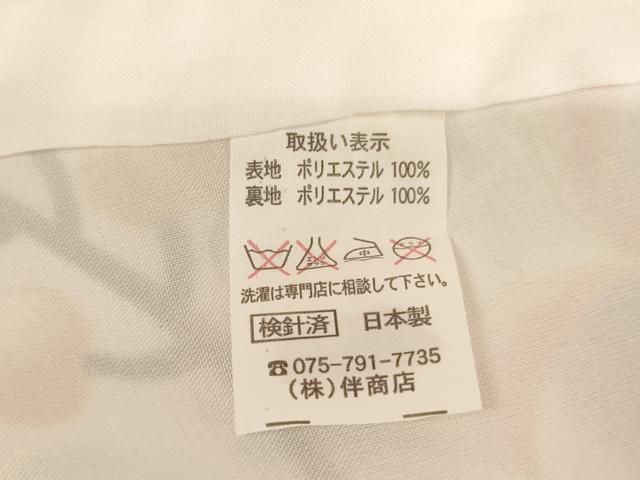 取扱い表示
表地 ポリエステル 100%
裏地 ポリエステル 100%
中
洗濯は専門店に相談して下さい。
検針済 日本製
☎075-791-7735
(株)伴商店